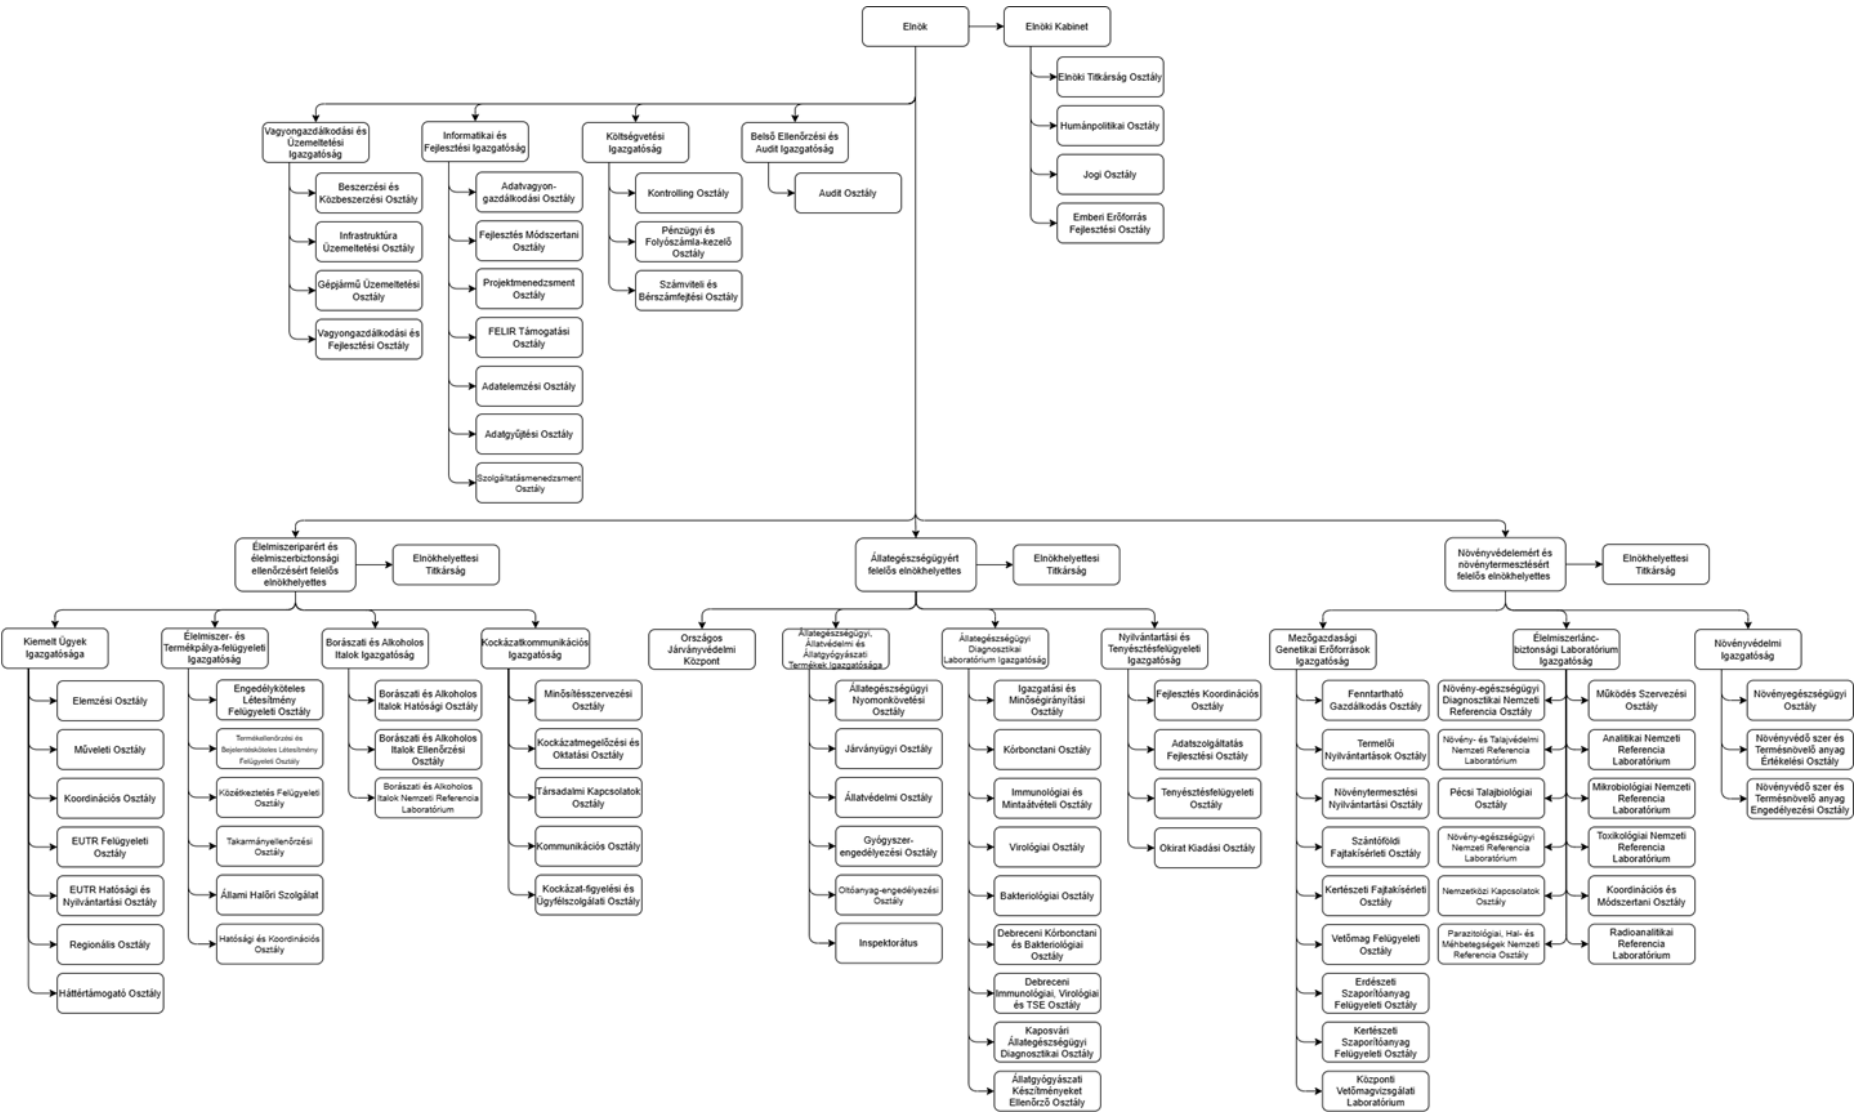 Elnök
Elnöki Kabinet
Elnöki Titkárság Osztály
Humánpolitikai Osztály
Jogi Osztály
Emberi Erőforrás
Fejlesztési Osztály
Vagyongazdálkodási és
Üzemeltetési
Igazgatóság
Beszerzési és
Közbeszerzési Osztály
Infrastruktúra
Üzemeltetési Osztály
Gépjármű Üzemeltetési
Osztály
Vagyongazdálkodási és
Fejlesztési Osztály
Informatikai és
Fejlesztési Igazgatóság
Adatvagyon-
gazdálkodási Osztály
Fejlesztés Módszertani
Osztály
Projektmenedzsment
Osztály
FELIR Támogatási
Osztály
Adatelemzési Osztály
Adatgyűjtési Osztály
Szolgáltatásmenedzsment
Osztály
Költségvetési
Igazgatóság
Kontrolling Osztály
Pénzügyi és
Folyószámla-kezelő
Osztály
Számviteli és
Bérszámfejtési Osztály
Belső Ellenőrzési és
Audit Igazgatóság
Audit Osztály
Élelmiszeriparért és
élelmiszerbiztonsági
ellenőrzésért felelős
elnökhelyettes
Elnökhelyettesi
Titkárság
Kiemelt Ügyek
Igazgatósága
Elemzési Osztály
Műveleti Osztály
Koordinációs Osztály
EUTR Felügyeleti
Osztály
EUTR Hatósági és
Nyilvántartási Osztály
Regionális Osztály
Háttértámogató Osztály
Élelmiszer- és
Termékpálya-felügyeleti
Igazgatóság
Engedélyköteles
Létesítmény
Felügyeleti Osztály
Termékellenőrzési és
Bejelentésköteles Létesítmény
Felügyeleti Osztály
Közétkeztetés Felügyeleti
Osztály
Takarmányellenőrzési
Osztály
Állami Halőri Szolgálat
Hatósági és Koordinációs
Osztály
Borászati és Alkoholos
Italok Igazgatóság
Borászati és Alkoholos
Italok Hatósági Osztály
Borászati és Alkoholos
Italok Ellenőrzési
Osztály
Borászati és Alkoholos
Italok Nemzeti Referencia
Laboratórium
Kockázatkommunikációs
Igazgatóság
Minősítésszervezési
Osztály
Kockázatmegelőzési és
Oktatási Osztály
Társadalmi Kapcsolatok
Osztály
Kommunikációs Osztály
Kockázat-figyelési és
Ügyfélszolgálati Osztály
Állategészségügyért
felelős elnökhelyettes
Elnökhelyettesi
Titkárság
Országos
Járványvédelmi
Központ
Állategészségügyi,
Állatvédelmi és
Állatgyógyászati
Termékek Igazgatósága
Állategészségügyi
Nyomonkövetési
Osztály
Járványügyi Osztály
Állatvédelmi Osztály
Gyógyszer-
engedélyezési Osztály
Oltóanyag-engedélyezési
Osztály
Inspektorátus
Állategészségügyi
Diagnosztikai
Laboratórium Igazgatóság
Igazgatási és
Minőségirányítási
Osztály
Kórbonctani Osztály
Immunológiai és
Mintaátvételi Osztály
Virológiai Osztály
Bakteriológiai Osztály
Debreceni Kórbonctani
és Bakteriológiai
Osztály
Debreceni
Immunológiai, Virológiai
és TSE Osztály
Kaposvári
Állategészségügyi
Diagnosztikai Osztály
Állatgyógyászati
Készítményeket
Ellenőrző Osztály
Nyilvántartási és
Tenyésztésfelügyeleti
Igazgatóság
Fejlesztés Koordinációs
Osztály
Adatszolgáltatás
Fejlesztési Osztály
Tenyésztésfelügyeleti
Osztály
Okirat Kiadási Osztály
Növényvédelemért és
növénytermesztésért
felelős elnökhelyettes
Elnökhelyettesi
Titkárság
Mezőgazdasági
Genetikai Erőforrások
Igazgatóság
Fenntartható
Gazdálkodás Osztály
Termelői
Nyilvántartások Osztály
Növénytermesztési
Nyilvántartási Osztály
Szántóföldi
Fajtakísérleti Osztály
Kertészeti Fajtakísérleti
Osztály
Vetőmag Felügyeleti
Osztály
Erdészeti
Szaporítóanyag
Felügyeleti Osztály
Kertészeti
Szaporítóanyag
Felügyeleti Osztály
Központi
Vetőmagvizsgálati
Laboratórium
Élelmiszerlánc-
biztonsági Laboratórium
Igazgatóság
Növény-egészségügyi
Diagnosztikai Nemzeti
Referencia Osztály
Növény- és Talajvédelmi
Nemzeti Referencia
Laboratórium
Pécsi Talajbiológiai
Osztály
Növény-egészségügyi
Nemzeti Referencia
Laboratórium
Nemzetközi Kapcsolatok
Osztály
Parazitológiai, Hal- és
Méhbetegségek Nemzeti
Referencia Osztály
Működés Szervezési
Osztály
Analitikai Nemzeti
Referencia
Laboratórium
Mikrobiológiai Nemzeti
Referencia
Laboratórium
Toxikológiai Nemzeti
Referencia
Laboratórium
Koordinációs és
Módszertani Osztály
Radioanalitikai
Referencia
Laboratórium
Növényvédelmi
Igazgatóság
Növényegészségügyi
Osztály
Növényvédő szer és
Termésnövelő anyag
Értékelési Osztály
Növényvédő szer és
Termésnövelő anyag
Engedélyezési Osztály